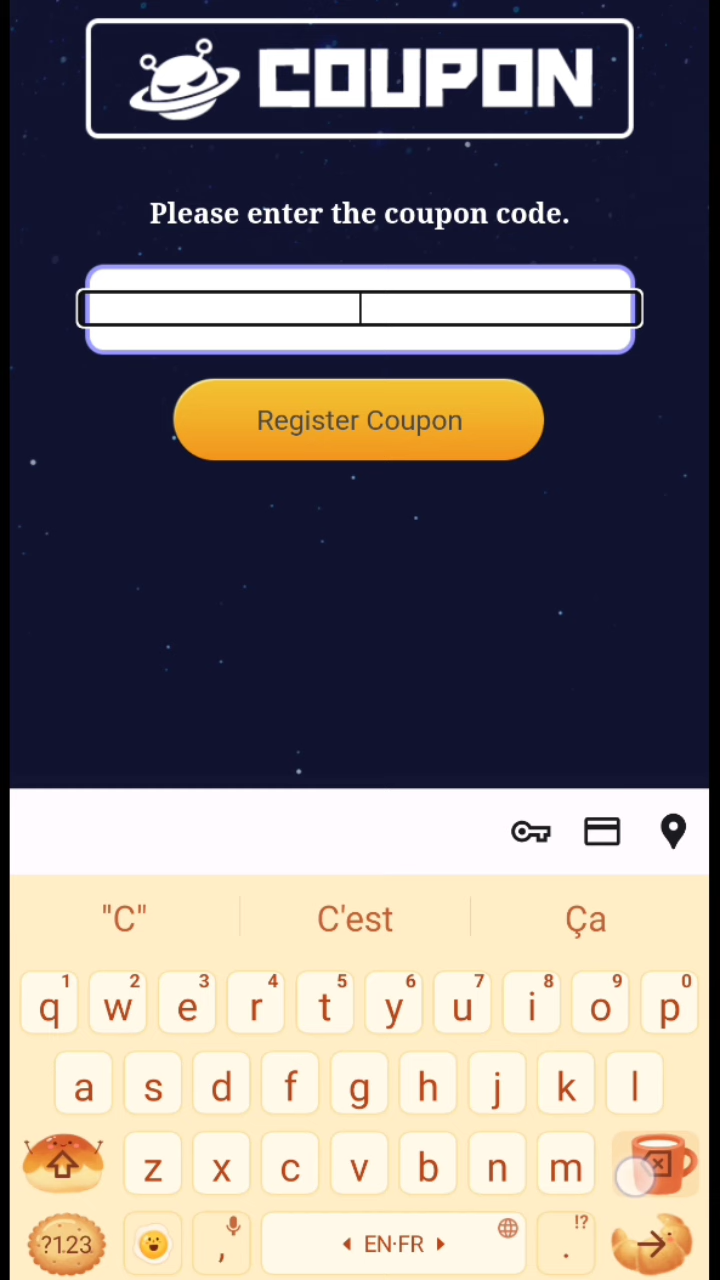 COUPON
Please enter the coupon code.
Register Coupon
"C" C'est Ça
1 2 3 4 5 6 7 8 9 0
q w e r t y u i o p
a s d f g h j k l
z x c v b n m
?123 , EN·FR !? .